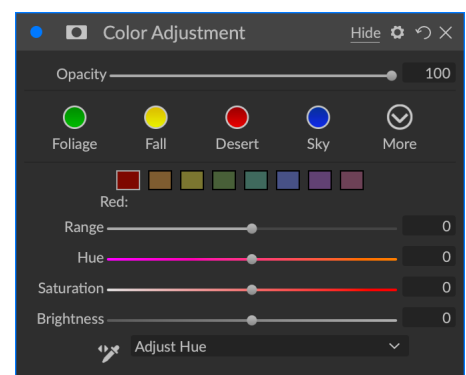 Color Adjustment Hide
Opacity 100
Foliage Fall Desert Sky More
Red:
Range 0
Hue 0
Saturation 0
Brightness 0
Adjust Hue